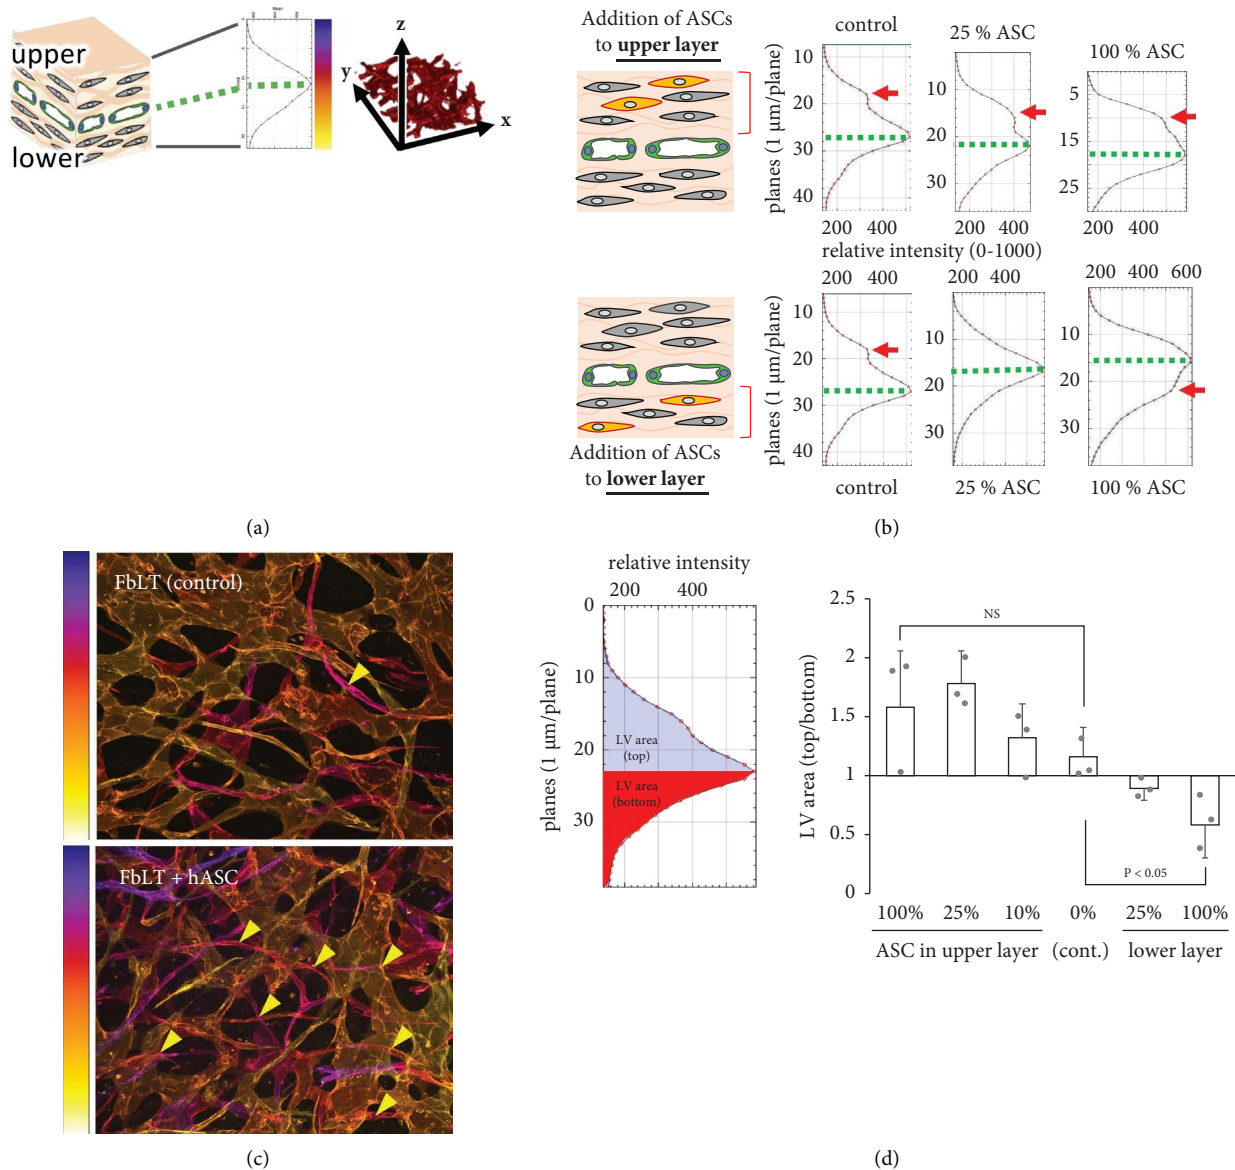 upper
lower
Mean
200
400
600
z
y
x
(a)
Addition of ASCs
to upper layer
control
25 % ASC
100 % ASC
planes (1 µm/plane)
10
20
30
40
10
20
30
5
10
15
20
25
200 400
200 400
200 400
relative intensity (0-1000)
200 400
200 400
200 400 600
planes (1 µm/plane)
10
20
30
40
10
20
30
10
20
30
Addition of ASCs
to lower layer
control
25 % ASC
100 % ASC
(b)
FbLT (control)
FbLT + hASC
(c)
relative intensity
200 400
planes (1 µm/plane)
0
10
20
30
LV area
(top)
LV area
(bottom)
LV area (top/bottom)
2.5
2
1.5
1
0.5
0
NS
P < 0.05
100% 25% 10% 0% 25% 100%
ASC in upper layer (cont.) lower layer
(d)